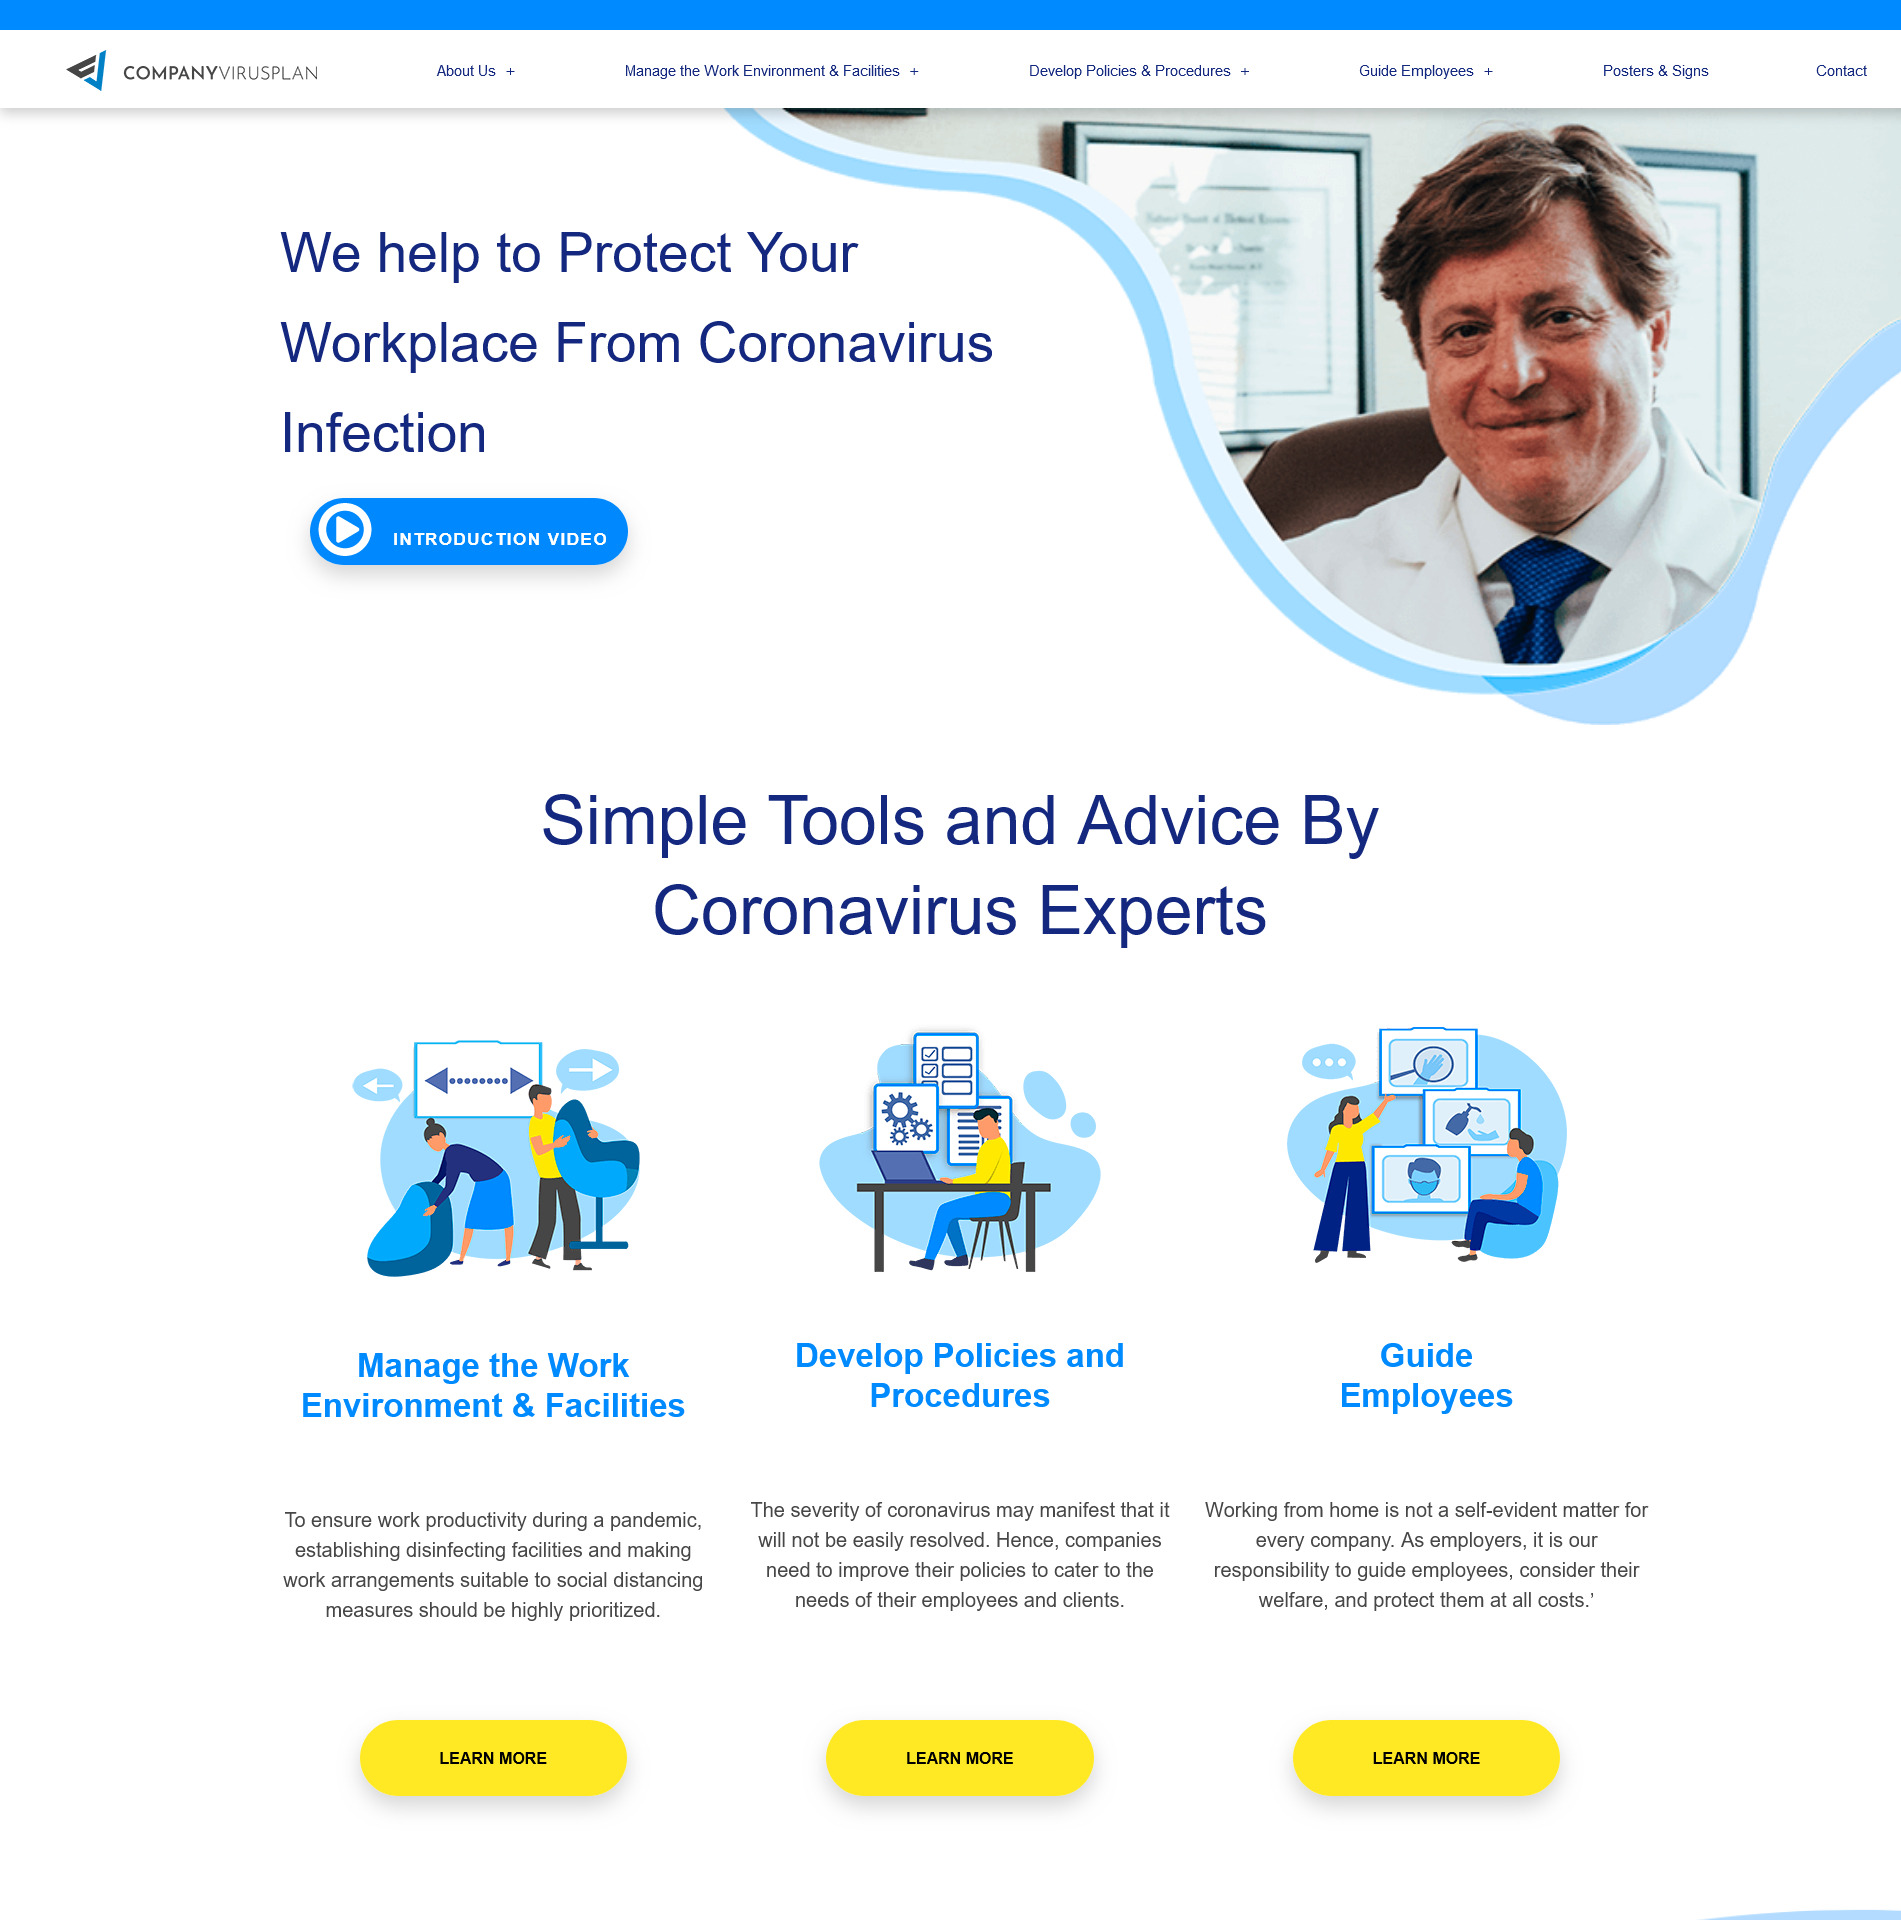 COMPANYVIRUSPLAN
About Us +
Manage the Work Environment & Facilities +
Develop Policies & Procedures +
Guide Employees +
Posters & Signs
Contact
We help to Protect Your
Workplace From Coronavirus
Infection
INTRODUCTION VIDEO
Simple Tools and Advice By
Coronavirus Experts
Manage the Work
Environment & Facilities
To ensure work productivity during a pandemic,
establishing disinfecting facilities and making
work arrangements suitable to social distancing
measures should be highly prioritized.
LEARN MORE
Develop Policies and
Procedures
The severity of coronavirus may manifest that it
will not be easily resolved. Hence, companies
need to improve their policies to cater to the
needs of their employees and clients.
LEARN MORE
Guide
Employees
Working from home is not a self-evident matter for
every company. As employers, it is our
responsibility to guide employees, consider their
welfare, and protect them at all costs.’
LEARN MORE